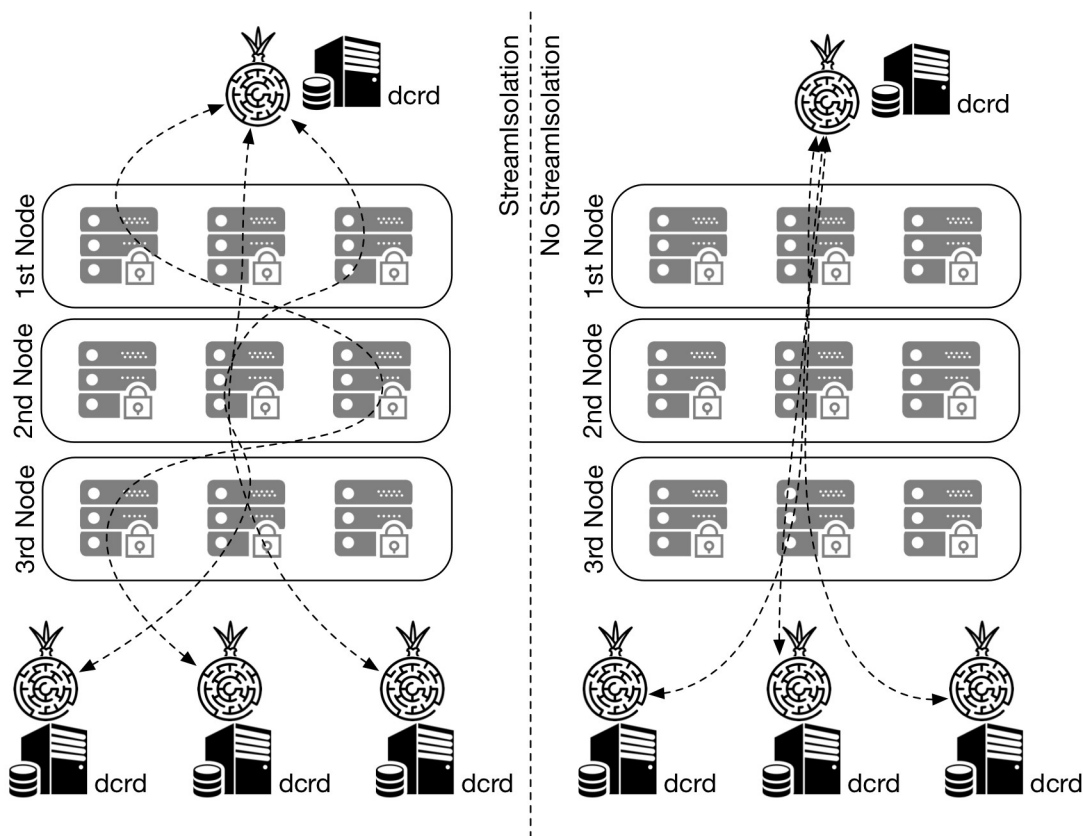 dcrd
StreamIsolation
1st Node
2nd Node
3rd Node
dcrd
dcrd
dcrd
No StreamIsolation
dcrd
1st Node
2nd Node
3rd Node
dcrd
dcrd
dcrd